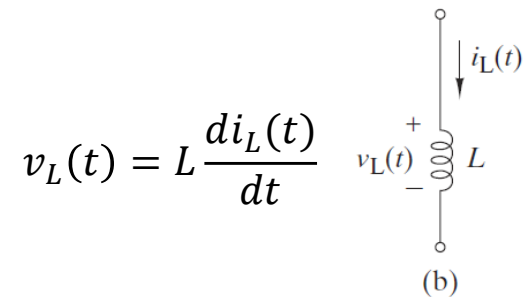 v_L(t) = L di_L(t)/dt
i_L(t)
+
v_L(t) L
−
(b)